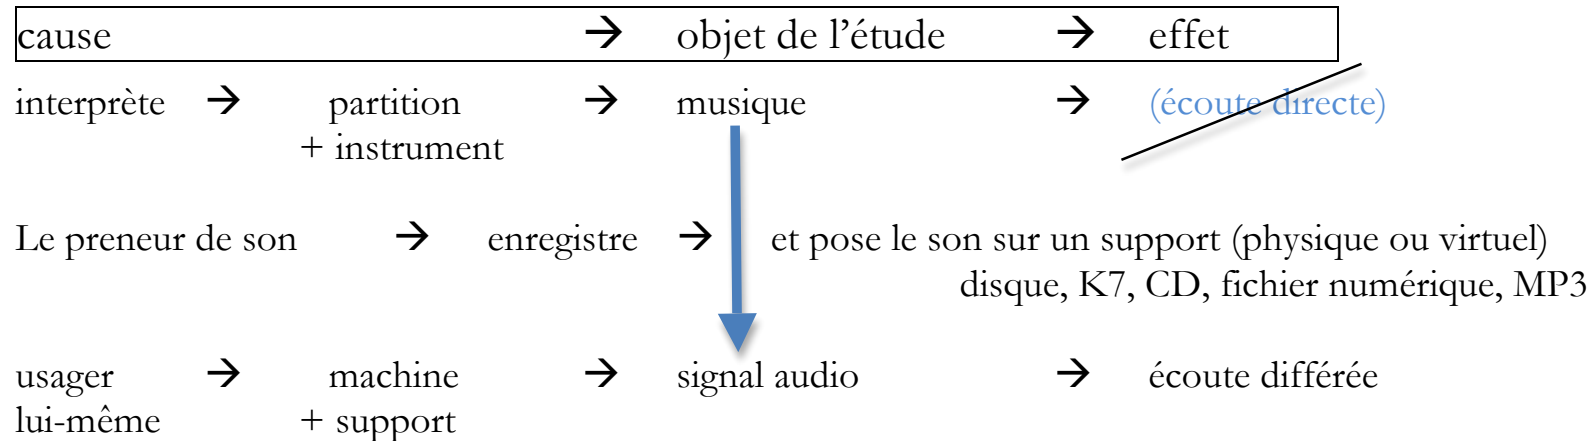 cause → objet de l’étude → effet
interprète → partition → musique → (écoute directe)
+ instrument
Le preneur de son → enregistre → et pose le son sur un support (physique ou virtuel)
disque, K7, CD, fichier numérique, MP3
usager → machine → signal audio → écoute différée
lui-même + support